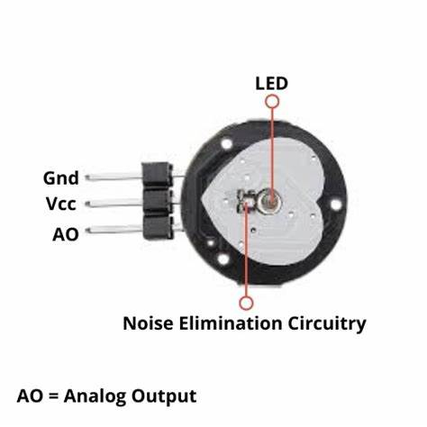 LED
Gnd
Vcc
AO
Noise Elimination Circuitry
AO = Analog Output